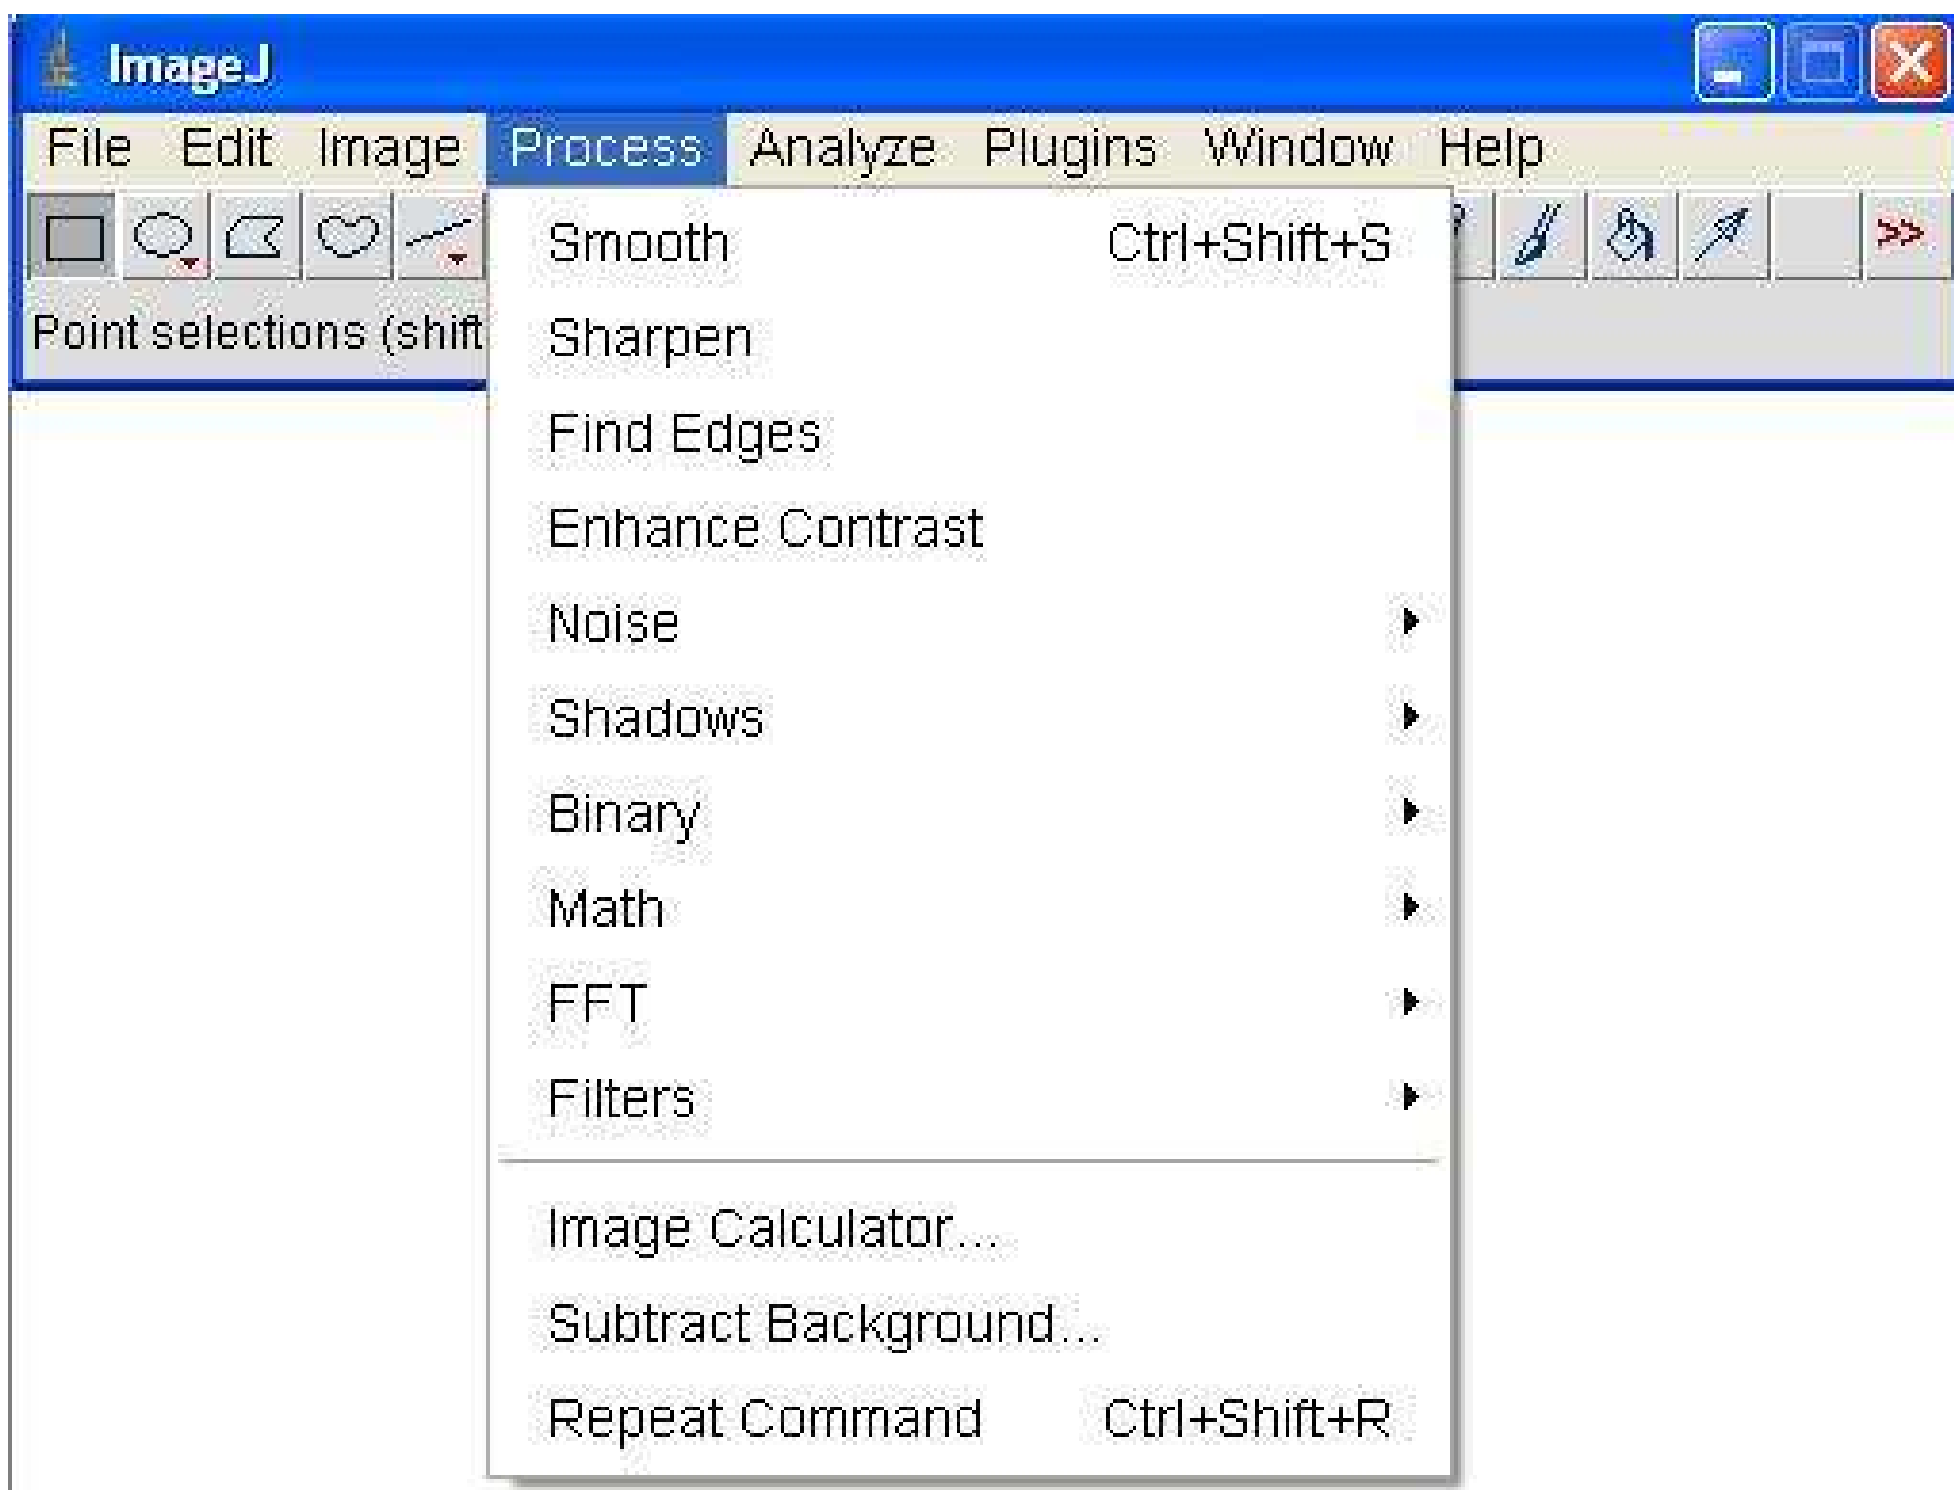 ImageJ
File Edit Image Process Analyze Plugins Window Help
>>
Point selections (shift
Smooth Ctrl+Shift+S
Sharpen
Find Edges
Enhance Contrast
Noise
Shadows
Binary
Math
FFT
Filters
Image Calculator...
Subtract Background...
Repeat Command Ctrl+Shift+R